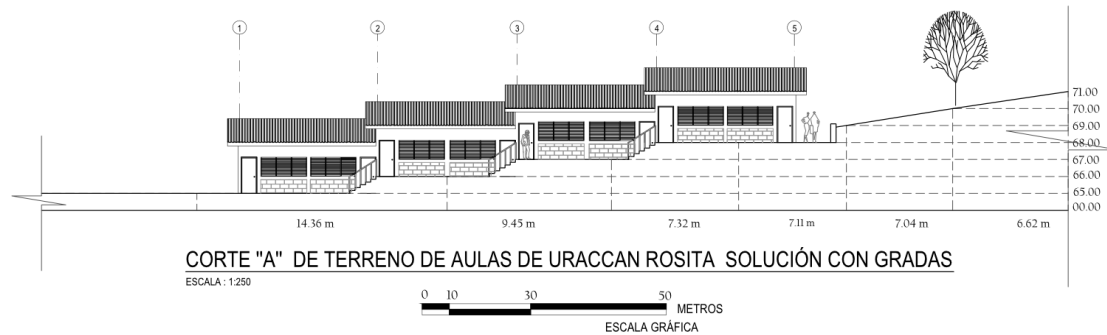 1 2 3 4 5
71.00
70.00
69.00
68.00
67.00
66.00
65.00
00.00
14.36 m 9.45 m 7.32 m 7.11 m 7.04 m 6.62 m
CORTE "A" DE TERRENO DE AULAS DE URACCAN ROSITA SOLUCIÓN CON GRADAS
ESCALA : 1:250
0 10 30 50
METROS
ESCALA GRÁFICA